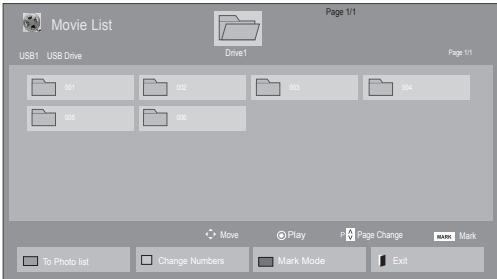 Page 1/1
Movie List
Drive1
USB1 USB Drive
Page 1/1
001 002 003 004
005 006
Move Play P Page Change MARK Mark
To Photo list Change Numbers Mark Mode Exit